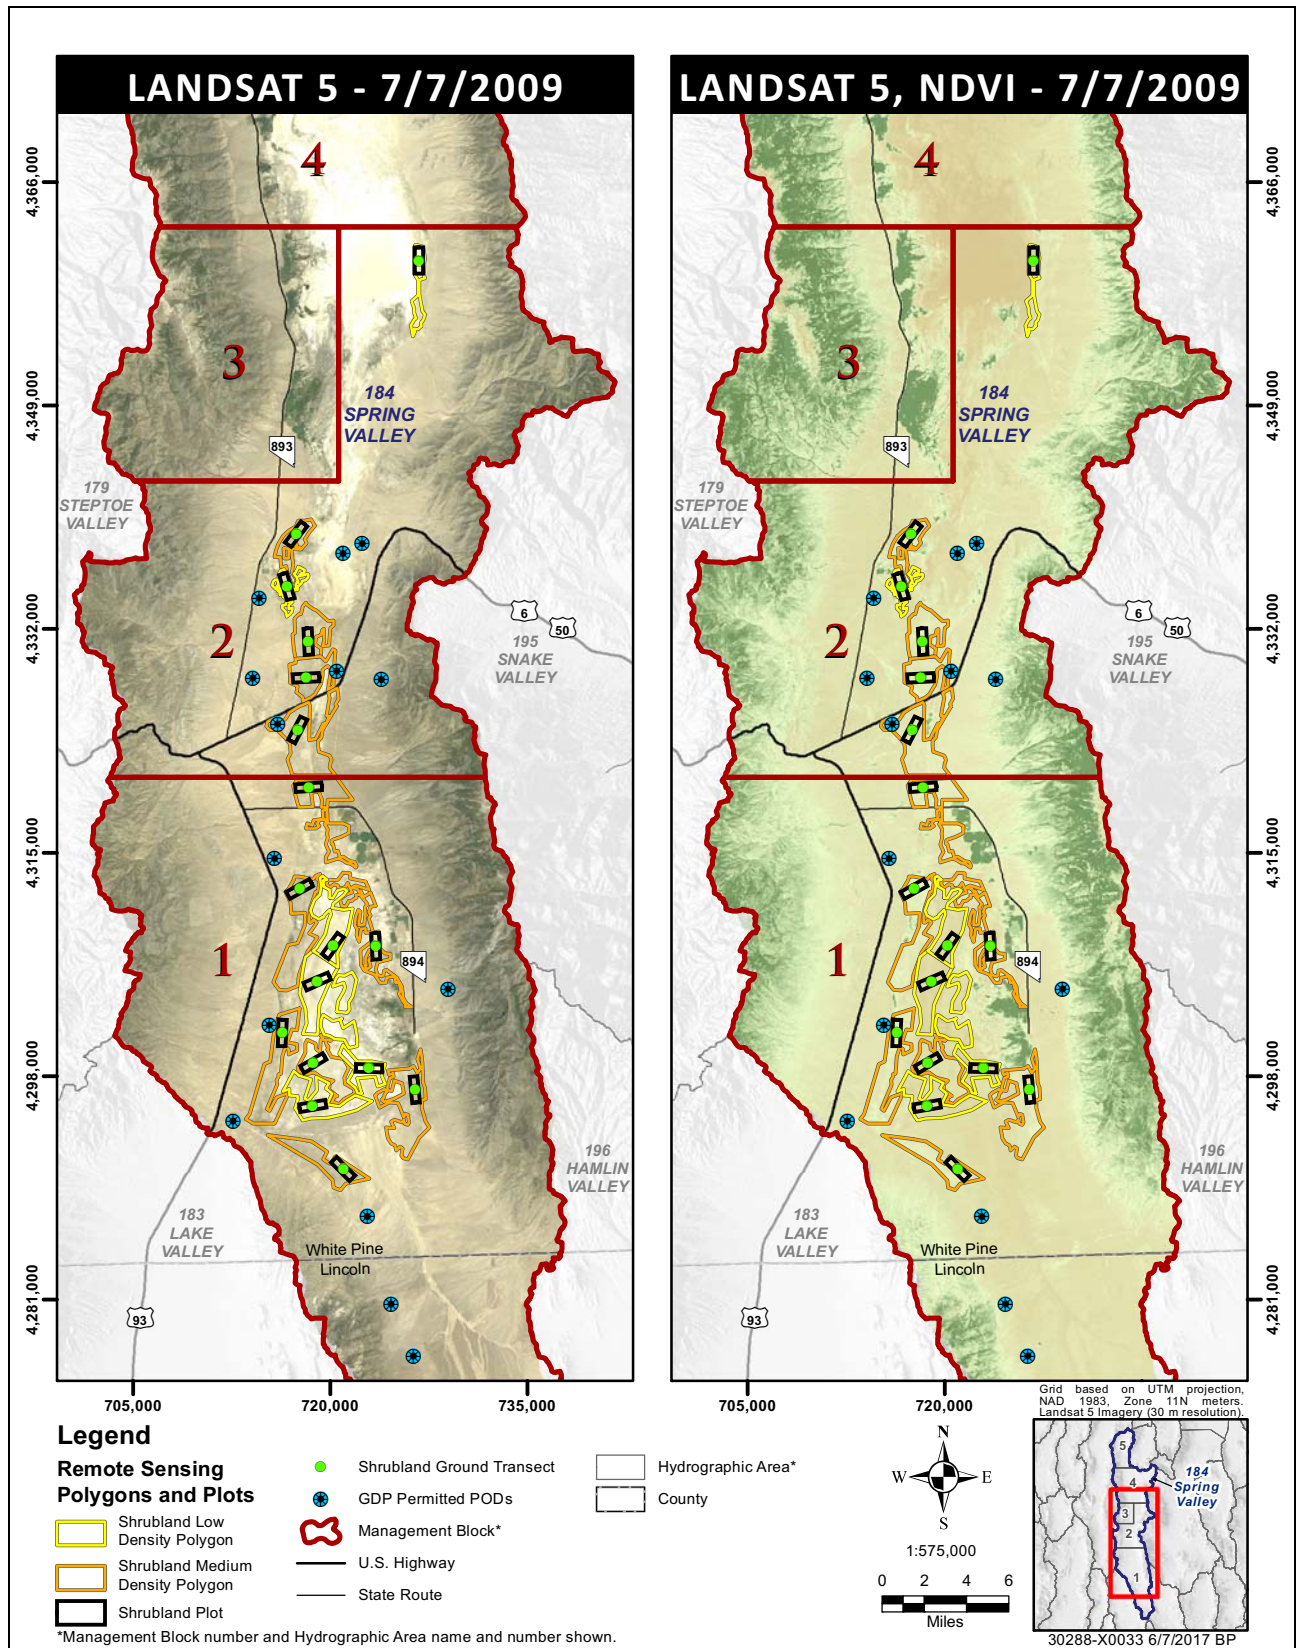 LANDSAT 5 - 7/7/2009
4
3
184
SPRING
VALLEY
893
179
STEPTOE
VALLEY
2
6
50
195
SNAKE
VALLEY
1
894
196
HAMLIN
VALLEY
183
LAKE
VALLEY
White Pine
Lincoln
93
4,366,000
4,349,000
4,332,000
4,315,000
4,298,000
4,281,000
705,000
720,000
735,000
LANDSAT 5, NDVI - 7/7/2009
4
3
184
SPRING
VALLEY
893
179
STEPTOE
VALLEY
2
6
50
195
SNAKE
VALLEY
1
894
196
HAMLIN
VALLEY
183
LAKE
VALLEY
White Pine
Lincoln
93
4,366,000
4,349,000
4,332,000
4,315,000
4,298,000
4,281,000
705,000
720,000
Grid based on UTM projection,
NAD 1983, Zone 11N meters.
Landsat 5 Imagery (30 m resolution).
Legend
Remote Sensing
Polygons and Plots
Shrubland Low
Density Polygon
Shrubland Medium
Density Polygon
Shrubland Plot
Shrubland Ground Transect
GDP Permitted PODs
Management Block*
U.S. Highway
State Route
Hydrographic Area*
County
*Management Block number and Hydrographic Area name and number shown.
N
W
E
S
1:575,000
0 2 4 6
Miles
5
4
3
2
1
184
Spring
Valley
30288-X0033 6/7/2017 BP